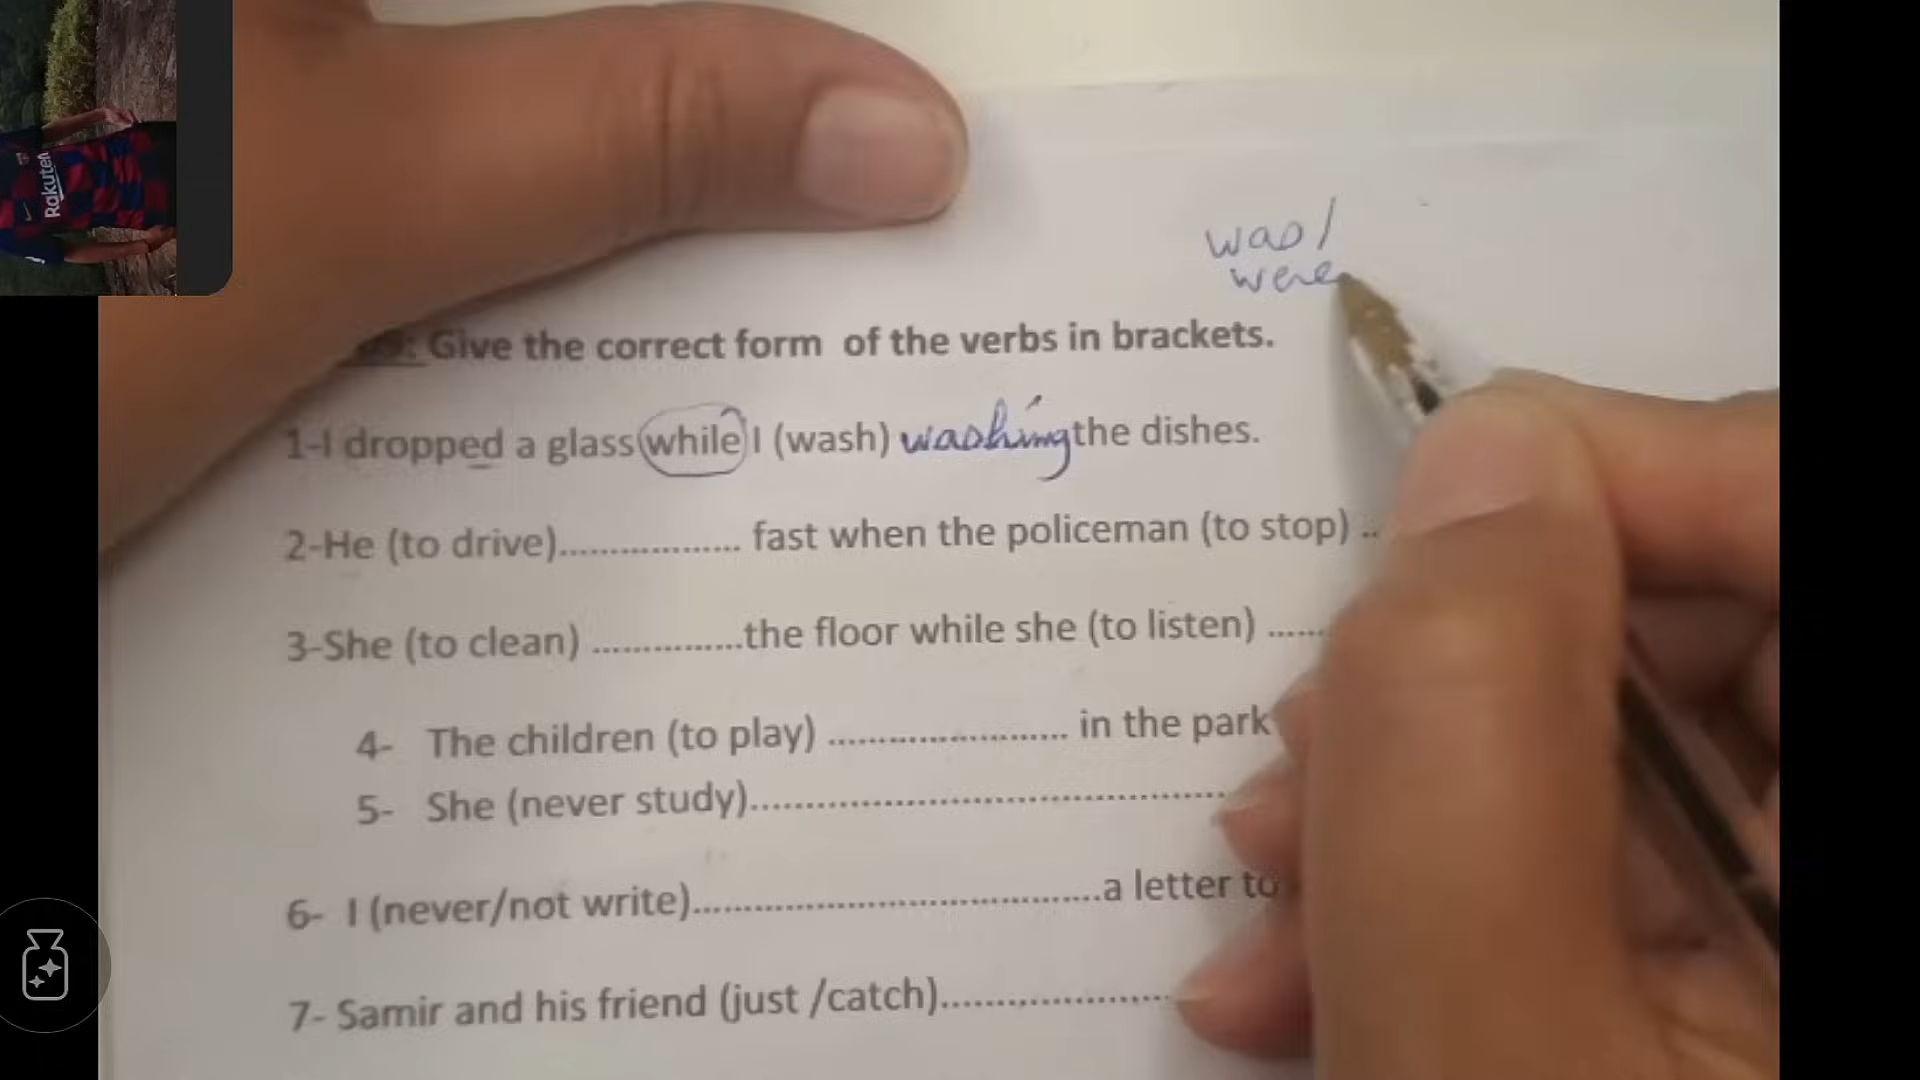 Rakuten
was/
were
Give the correct form of the verbs in brackets.
1-I dropped a glass while I (wash) washing the dishes.
2-He (to drive).................. fast when the policeman (to stop) ..
3-She (to clean) ...............the floor while she (to listen) ......
4- The children (to play) ........................ in the park
5- She (never study)................................................
6- I (never/not write).........................................a letter to
7- Samir and his friend (just /catch).......................